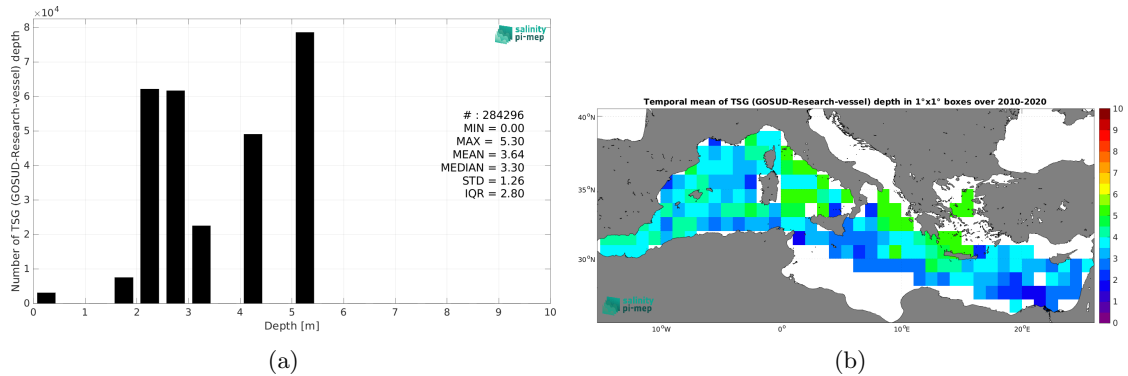 ×10⁴
8
7
6
5
4
3
2
1
0
Number of TSG (GOSUD-Research-vessel) depth
salinity
pi-mep
# : 284296
MIN = 0.00
MAX = 5.30
MEAN = 3.64
MEDIAN = 3.30
STD = 1.26
IQR = 2.80
0 1 2 3 4 5 6 7 8 9 10
Depth [m]
(a)
Temporal mean of TSG (GOSUD-Research-vessel) depth in 1°x1° boxes over 2010-2020
40°N
35°N
30°N
10°W 0° 10°E 20°E
10
9
8
7
6
5
4
3
2
1
0
salinity
pi-mep
(b)